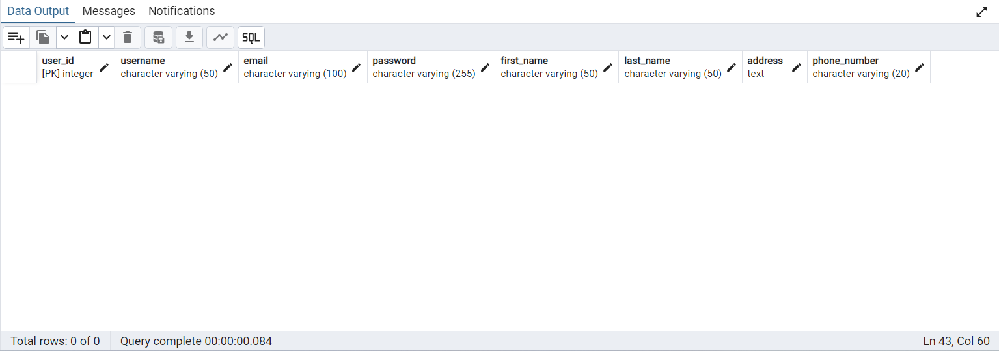 Data Output Messages Notifications
SQL
user_id username email password first_name last_name address phone_number
[PK] integer character varying (50) character varying (100) character varying (255) character varying (50) character varying (50) text character varying (20)
Total rows: 0 of 0 Query complete 00:00:00.084 Ln 43, Col 60